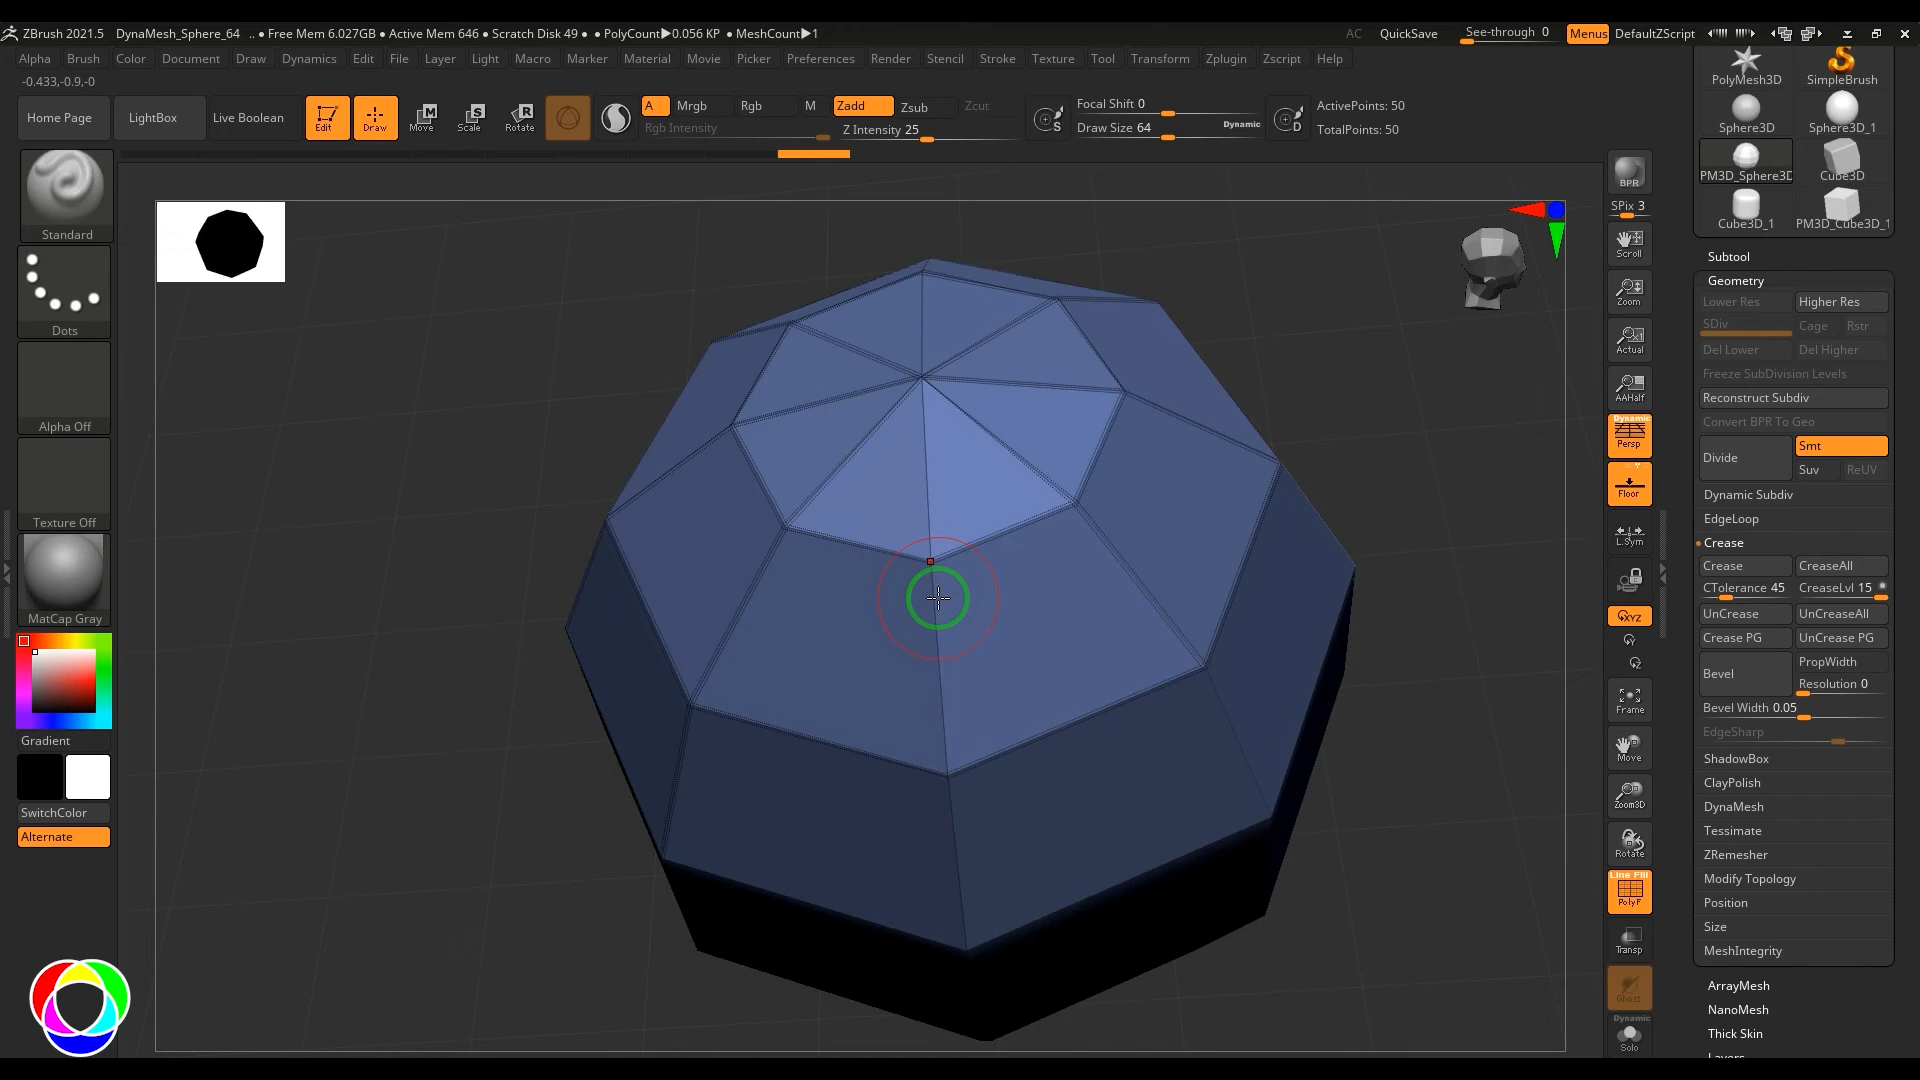 ZBrush 2021.5 DynaMesh_Sphere_64 .. ● Free Mem 6.027GB ● Active Mem 646 ● Scratch Disk 49 ● ● PolyCount▶0.056 KP ● MeshCount▶1
AC QuickSave See-through 0 Menus DefaultZScript
Alpha Brush Color Document Draw Dynamics Edit File Layer Light Macro Marker Material Movie Picker Preferences Render Stencil Stroke Texture Tool Transform Zplugin Zscript Help
-0.433,-0.9,-0
Home Page
LightBox
Live Boolean
Edit
Draw
Move
Scale
Rotate
A Mrgb Rgb M Zadd Zsub Zcut
Rgb Intensity Z Intensity 25
S
Focal Shift 0
Draw Size 64 Dynamic
D
ActivePoints: 50
TotalPoints: 50
Standard
Dots
Alpha Off
Texture Off
MatCap Gray
Gradient
SwitchColor
Alternate
BPR
SPix 3
Scroll
Zoom
Actual
AAHalf
Dynamic
Persp
Floor
L.Sym
XYZ
Frame
Move
Zoom3D
Rotate
Line Fill
PolyF
Transp
Ghost
Dynamic
Solo
PolyMesh3D SimpleBrush
Sphere3D Sphere3D_1
PM3D_Sphere3D Cube3D
Cube3D_1 PM3D_Cube3D_1
Subtool
Geometry
Lower Res Higher Res
SDiv Cage Rstr
Del Lower Del Higher
Freeze SubDivision Levels
Reconstruct Subdiv
Convert BPR To Geo
Divide Smt
Suv ReUV
Dynamic Subdiv
EdgeLoop
Crease
Crease CreaseAll
CTolerance 45 CreaseLvl 15
UnCrease UnCreaseAll
Crease PG UnCrease PG
Bevel PropWidth
Resolution 0
Bevel Width 0.05
EdgeSharp
ShadowBox
ClayPolish
DynaMesh
Tessimate
ZRemesher
Modify Topology
Position
Size
MeshIntegrity
ArrayMesh
NanoMesh
Thick Skin
Layers